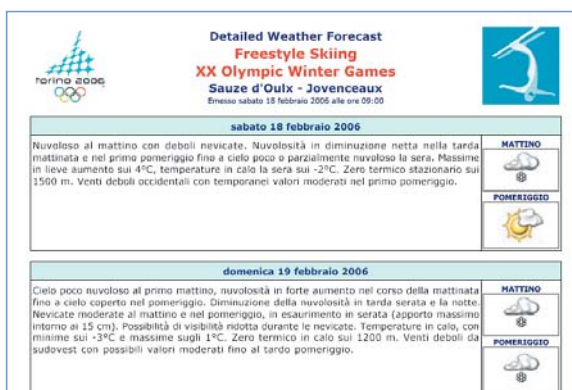 torino 2006
Detailed Weather Forecast
Freestyle Skiing
XX Olympic Winter Games
Sauze d'Oulx - Jovenceaux
Emesso sabato 18 febbraio 2006 alle ore 09:00
sabato 18 febbraio 2006
Nuvoloso al mattino con deboli nevicate. Nuvolosità in diminuzione netta nella tarda
mattinata e nel primo pomeriggio fino a cielo poco o parzialmente nuvoloso la sera. Massime
in lieve aumento sui 4°C, temperature in calo la sera sui -2°C. Zero termico stazionario sui
1500 m. Venti deboli occidentali con temporanei valori moderati nel primo pomeriggio.
MATTINO
POMERIGGIO
domenica 19 febbraio 2006
Cielo poco nuvoloso al primo mattino, nuvolosità in forte aumento nel corso della mattinata
fino a cielo coperto nel pomeriggio. Diminuzione della nuvolosità in tarda serata e la notte.
Nevicate moderate al mattino e nel pomeriggio, in esaurimento in serata (apporto massimo
intorno ai 15 cm). Possibilità di visibilità ridotta durante le nevicate. Temperature in calo, con
minime sui -3°C e massime sugli 1°C. Zero termico in calo sui 1200 m. Venti deboli da
sudovest con possibili valori moderati fino al tardo pomeriggio.
MATTINO
POMERIGGIO